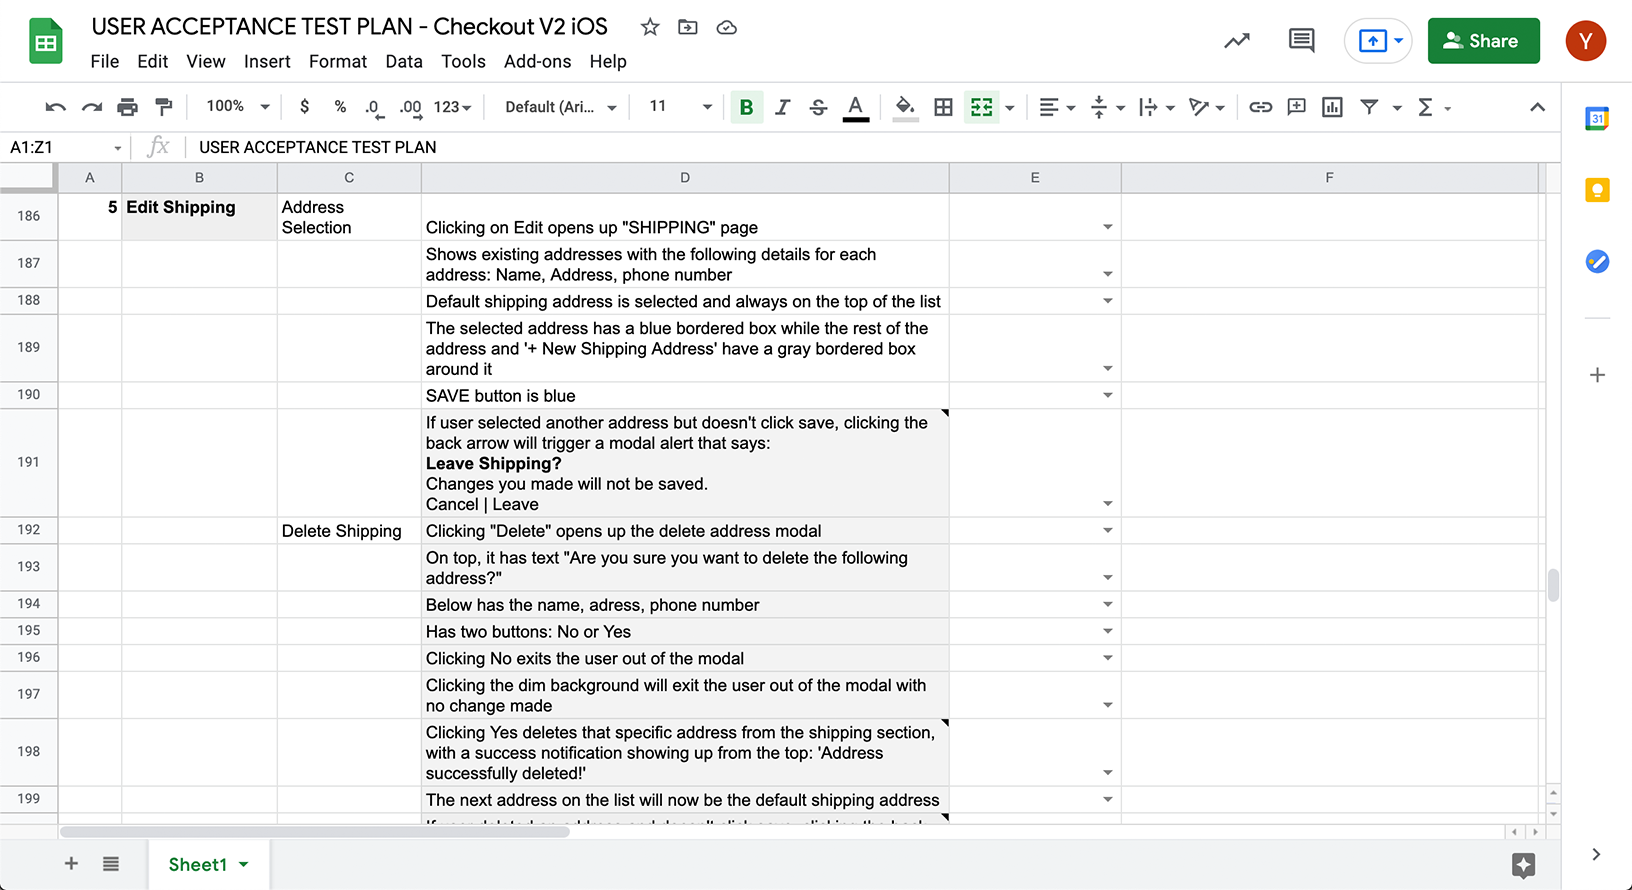 USER ACCEPTANCE TEST PLAN - Checkout V2 iOS
File Edit View Insert Format Data Tools Add-ons Help
Share
Y
100% $ % .0 .00 123 Default (Ari... 11 B I S A
31
A1:Z1 fx USER ACCEPTANCE TEST PLAN
A B C D E F
186 5 Edit Shipping Address
Selection Clicking on Edit opens up "SHIPPING" page
187 Shows existing addresses with the following details for each
address: Name, Address, phone number
188 Default shipping address is selected and always on the top of the list
189 The selected address has a blue bordered box while the rest of the
address and '+ New Shipping Address' have a gray bordered box
around it
190 SAVE button is blue
191 If user selected another address but doesn't click save, clicking the
back arrow will trigger a modal alert that says:
Leave Shipping?
Changes you made will not be saved.
Cancel | Leave
192 Delete Shipping Clicking "Delete" opens up the delete address modal
193 On top, it has text "Are you sure you want to delete the following
address?"
194 Below has the name, adress, phone number
195 Has two buttons: No or Yes
196 Clicking No exits the user out of the modal
197 Clicking the dim background will exit the user out of the modal with
no change made
198 Clicking Yes deletes that specific address from the shipping section,
with a success notification showing up from the top: 'Address
successfully deleted!'
199 The next address on the list will now be the default shipping address
Sheet1